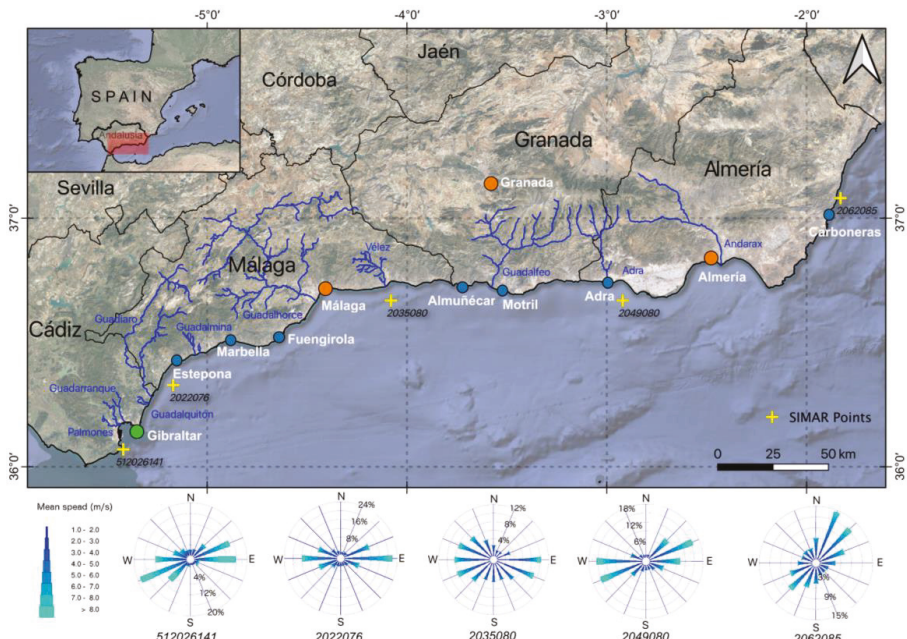 -5°0'
-4°0'
-3°0'
-2°0'
SPAIN
Andalusia
Jaén
Córdoba
Granada
Almería
Sevilla
Granada
37°0'
37°0'
2062085
Carboneras
Vélez
Andarax
Málaga
Guadalfeo
Adra
Almería
Málaga
Almuñécar
Motril
Adra
Guadiaro
Guadalhorce
2035080
2049080
Cádiz
Guadalmina
Fuengirola
Marbella
Estepona
Guadarranque
2022076
Guadalquitón
SIMAR Points
Palmones
Gibraltar
512026141
0 25 50 km
36°0'
36°0'
Mean speed (m/s)
1.0 - 2.0
2.0 - 3.0
3.0 - 4.0
4.0 - 5.0
5.0 - 6.0
6.0 - 7.0
7.0 - 8.0
> 8.0
N
W
E
S
4%
12%
20%
512026141
N
24%
16%
8%
W
E
S
2022076
N
12%
8%
4%
W
E
S
2035080
N
18%
12%
6%
W
E
S
2049080
N
W
E
S
3%
9%
15%
2062085